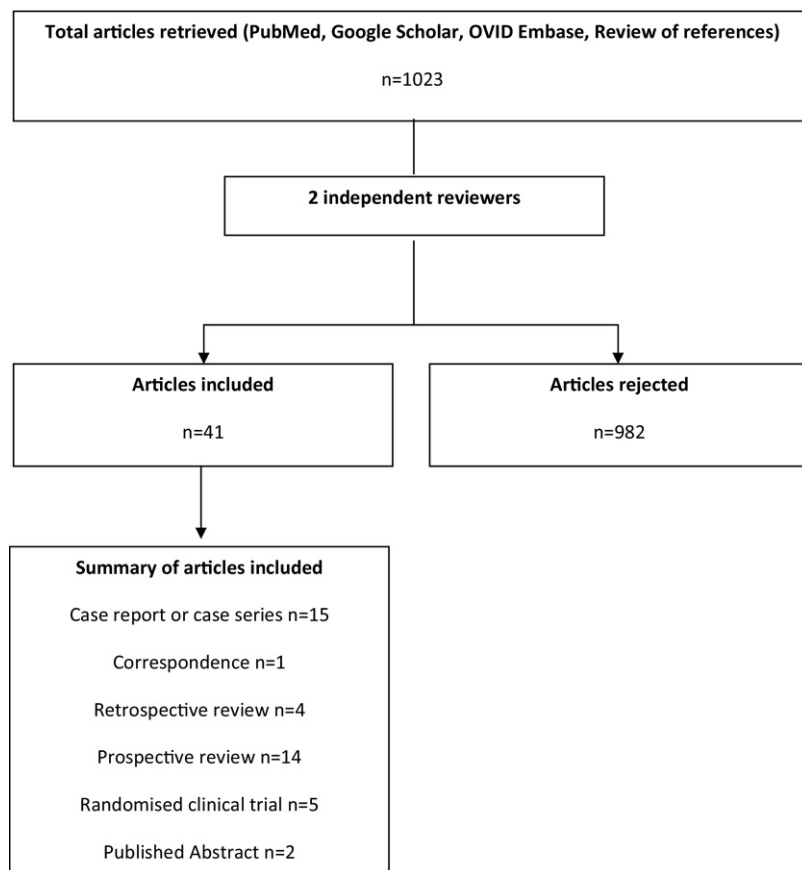 Total articles retrieved (PubMed, Google Scholar, OVID Embase, Review of references)
n=1023
2 independent reviewers
Articles included
n=41
Articles rejected
n=982
Summary of articles included
Case report or case series n=15
Correspondence n=1
Retrospective review n=4
Prospective review n=14
Randomised clinical trial n=5
Published Abstract n=2